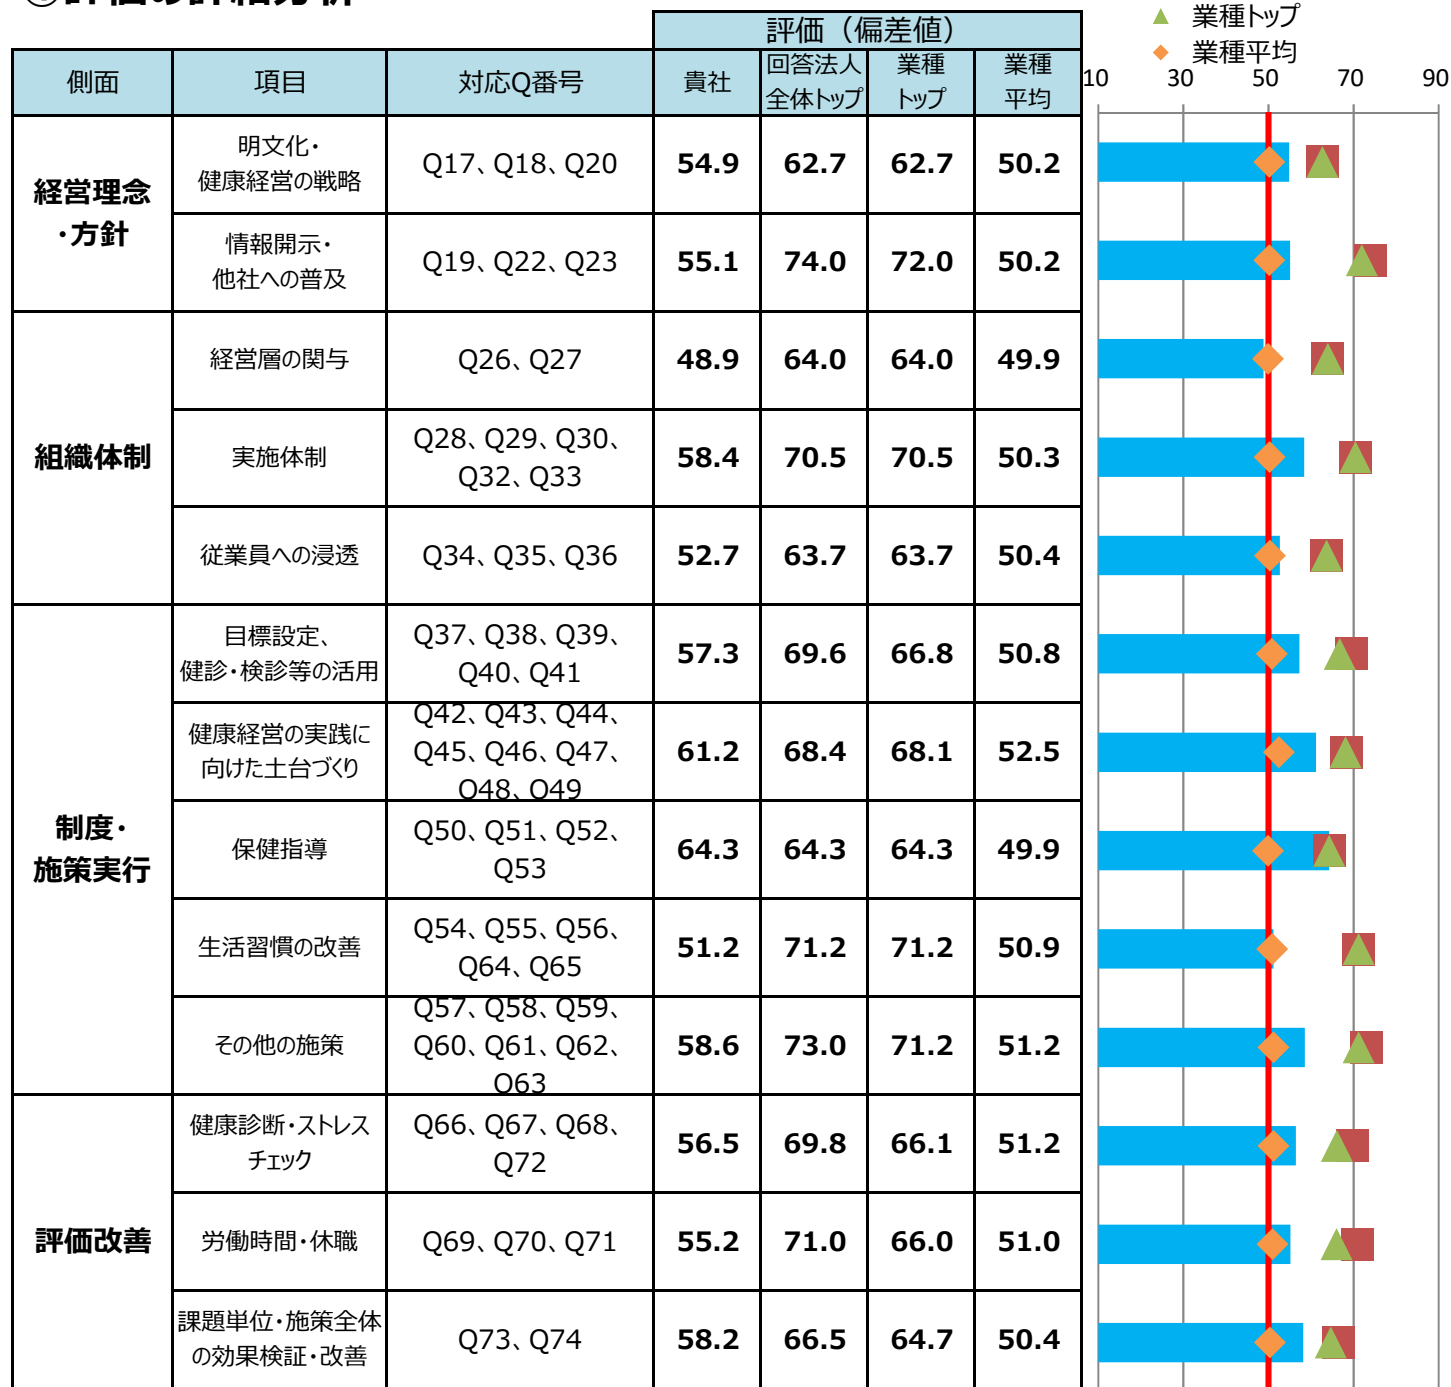 評価（偏差値）
▲ 業種トップ
◆ 業種平均
側面 項目 対応Q番号 貴社 回答法人全体トップ 業種トップ 業種平均
10 30 50 70 90
経営理念・方針
明文化・健康経営の戦略 Q17、Q18、Q20 54.9 62.7 62.7 50.2
情報開示・他社への普及 Q19、Q22、Q23 55.1 74.0 72.0 50.2
組織体制
経営層の関与 Q26、Q27 48.9 64.0 64.0 49.9
実施体制 Q28、Q29、Q30、Q32、Q33 58.4 70.5 70.5 50.3
従業員への浸透 Q34、Q35、Q36 52.7 63.7 63.7 50.4
制度・施策実行
目標設定、健診・検診等の活用 Q37、Q38、Q39、Q40、Q41 57.3 69.6 66.8 50.8
健康経営の実践に向けた土台づくり Q42、Q43、Q44、Q45、Q46、Q47、Q48、Q49 61.2 68.4 68.1 52.5
保健指導 Q50、Q51、Q52、Q53 64.3 64.3 64.3 49.9
生活習慣の改善 Q54、Q55、Q56、Q64、Q65 51.2 71.2 71.2 50.9
その他の施策 Q57、Q58、Q59、Q60、Q61、Q62、Q63 58.6 73.0 71.2 51.2
評価改善
健康診断・ストレスチェック Q66、Q67、Q68、Q72 56.5 69.8 66.1 51.2
労働時間・休職 Q69、Q70、Q71 55.2 71.0 66.0 51.0
課題単位・施策全体の効果検証・改善 Q73、Q74 58.2 66.5 64.7 50.4